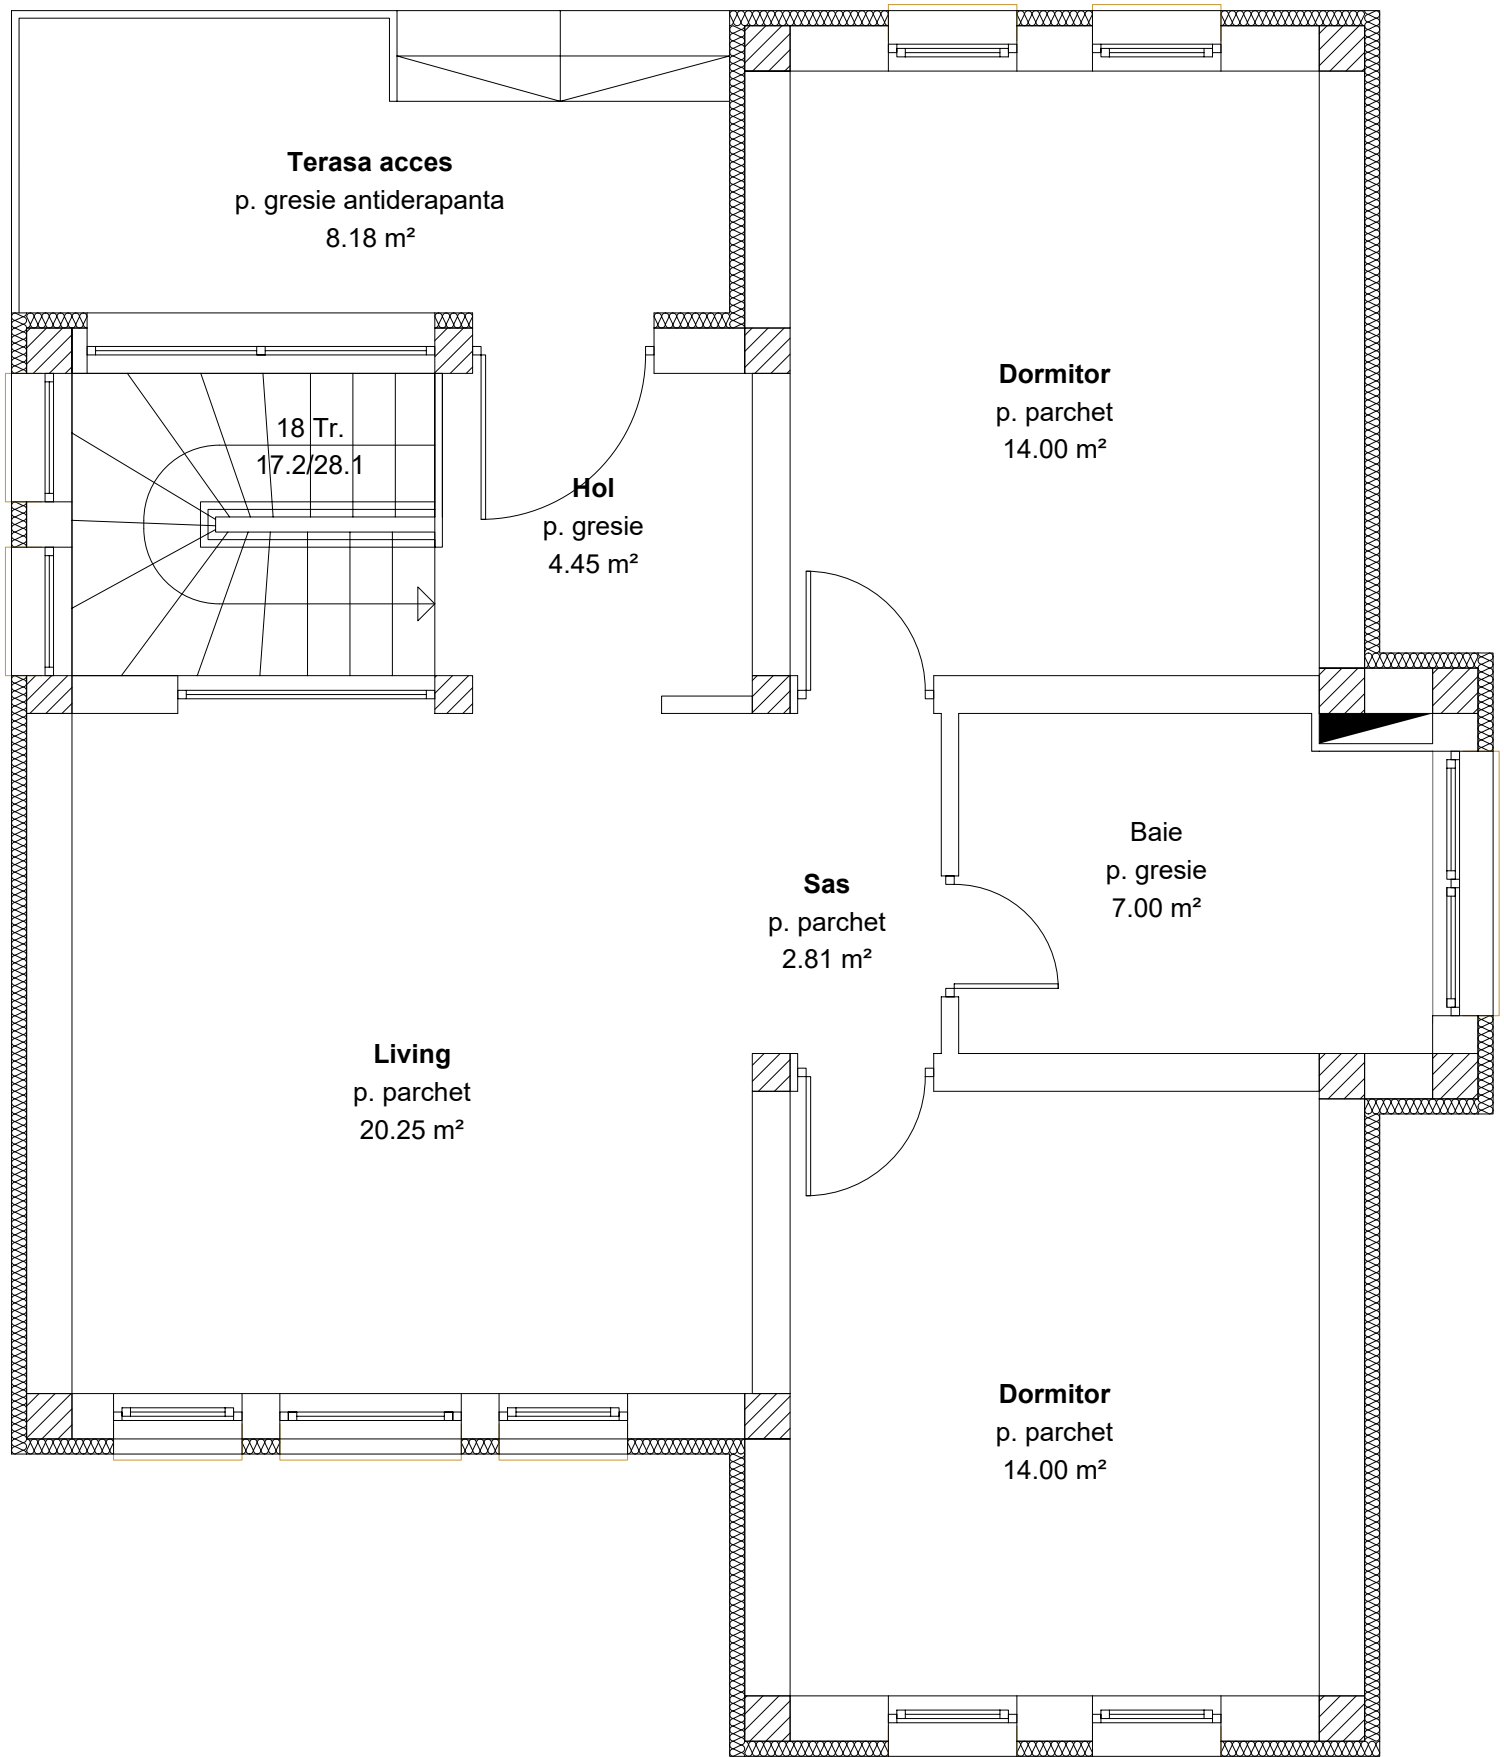 Terasa acces
p. gresie antiderapanta
8.18 m²
Dormitor
p. parchet
14.00 m²
18 Tr.
17.2/28.1
Hol
p. gresie
4.45 m²
Baie
p. gresie
7.00 m²
Sas
p. parchet
2.81 m²
Living
p. parchet
20.25 m²
Dormitor
p. parchet
14.00 m²